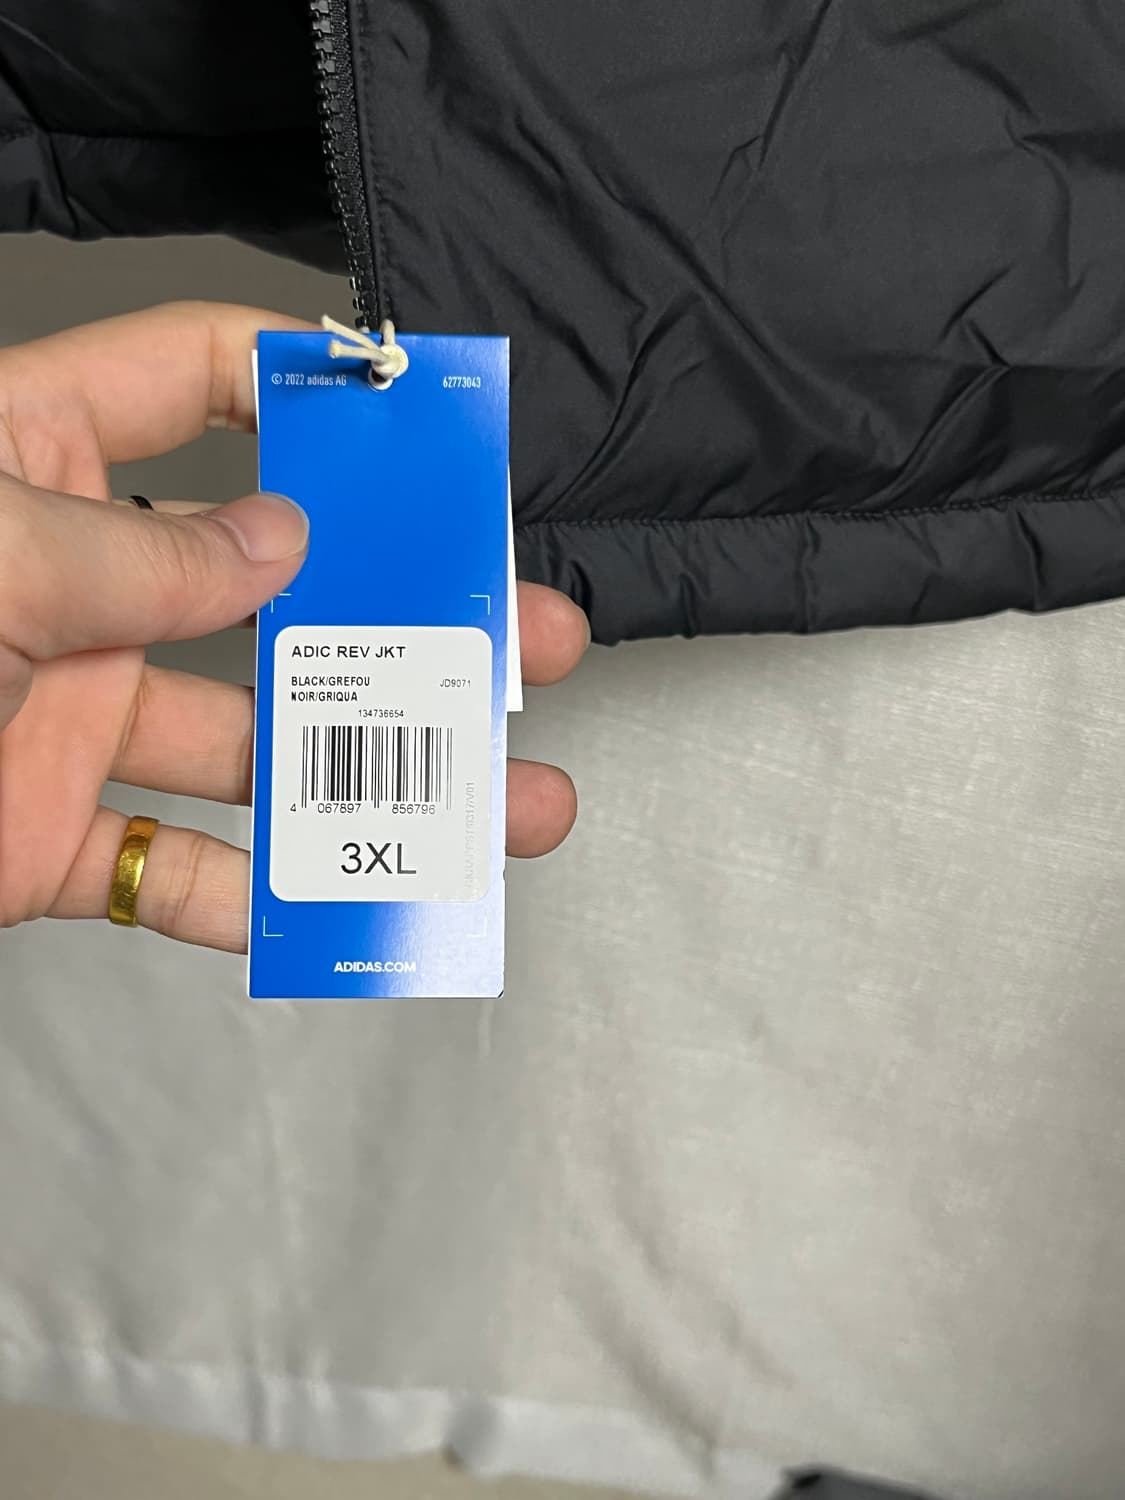 © 2022 adidas AG
62773043
ADIC REV JKT
BLACK/GREFOU
JD9071
NOIR/GRIQUA
134736654
4 067897 856796
3XL
ADIDAS.COM